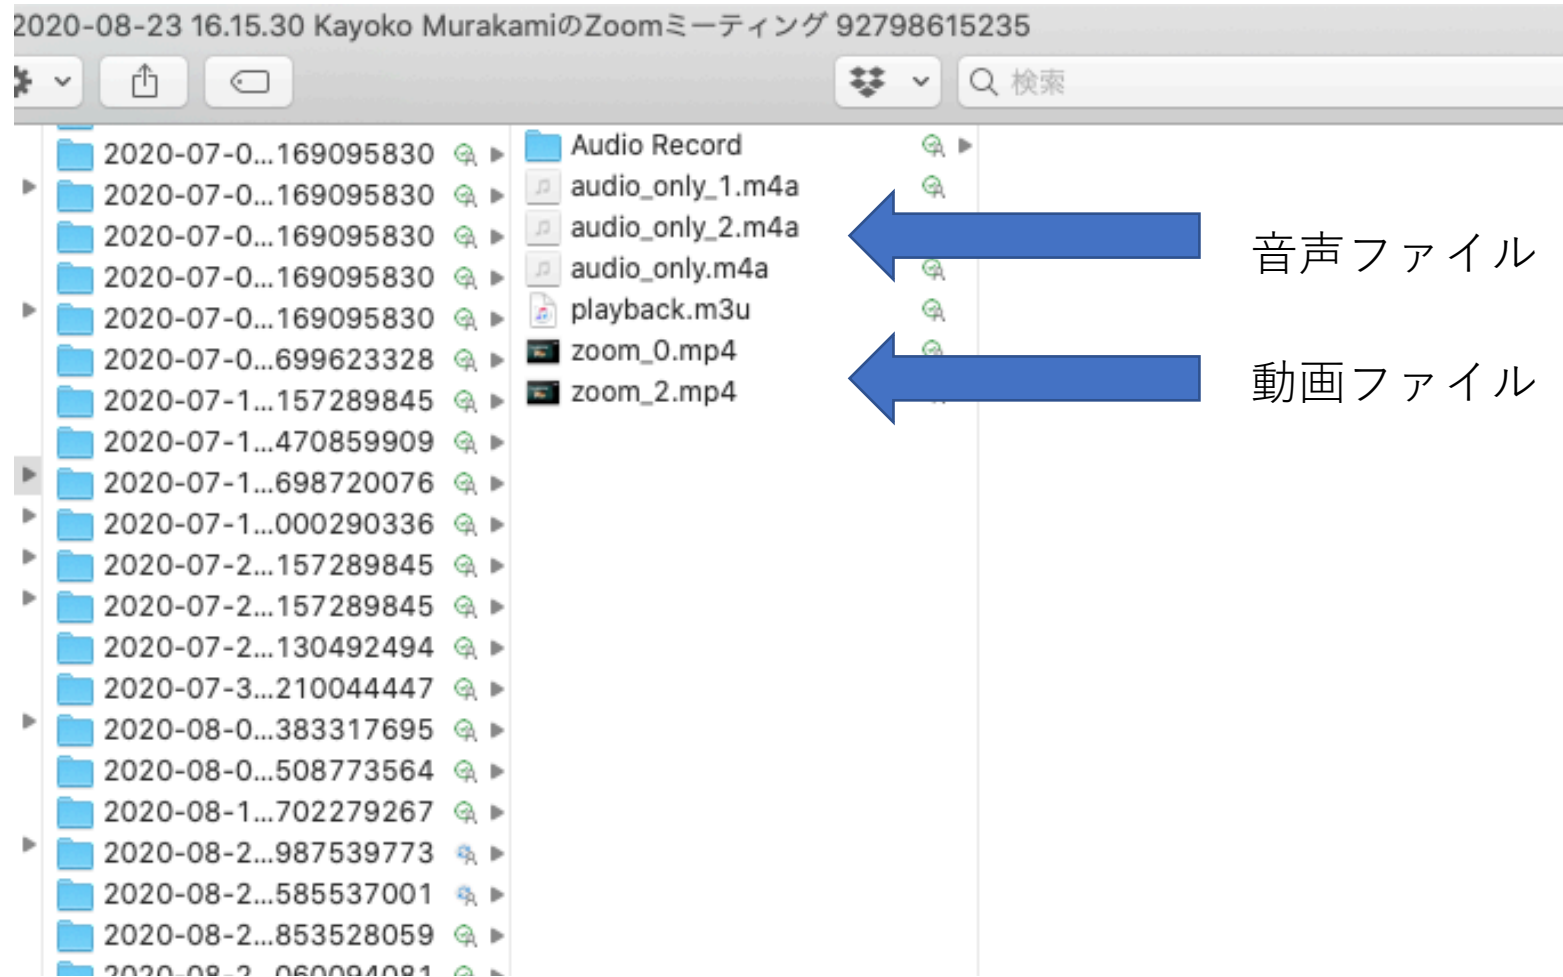 2020-08-23 16.15.30 Kayoko MurakamiのZoomミーティング 92798615235
検索
2020-07-0...169095830
2020-07-0...169095830
2020-07-0...169095830
2020-07-0...169095830
2020-07-0...169095830
2020-07-0...699623328
2020-07-1...157289845
2020-07-1...470859909
2020-07-1...698720076
2020-07-1...000290336
2020-07-2...157289845
2020-07-2...157289845
2020-07-2...130492494
2020-07-3...210044447
2020-08-0...383317695
2020-08-0...508773564
2020-08-1...702279267
2020-08-2...987539773
2020-08-2...585537001
2020-08-2...853528059
2020-08-2...060094081
Audio Record
audio_only_1.m4a
audio_only_2.m4a
audio_only.m4a
playback.m3u
zoom_0.mp4
zoom_2.mp4
音声ファイル
動画ファイル